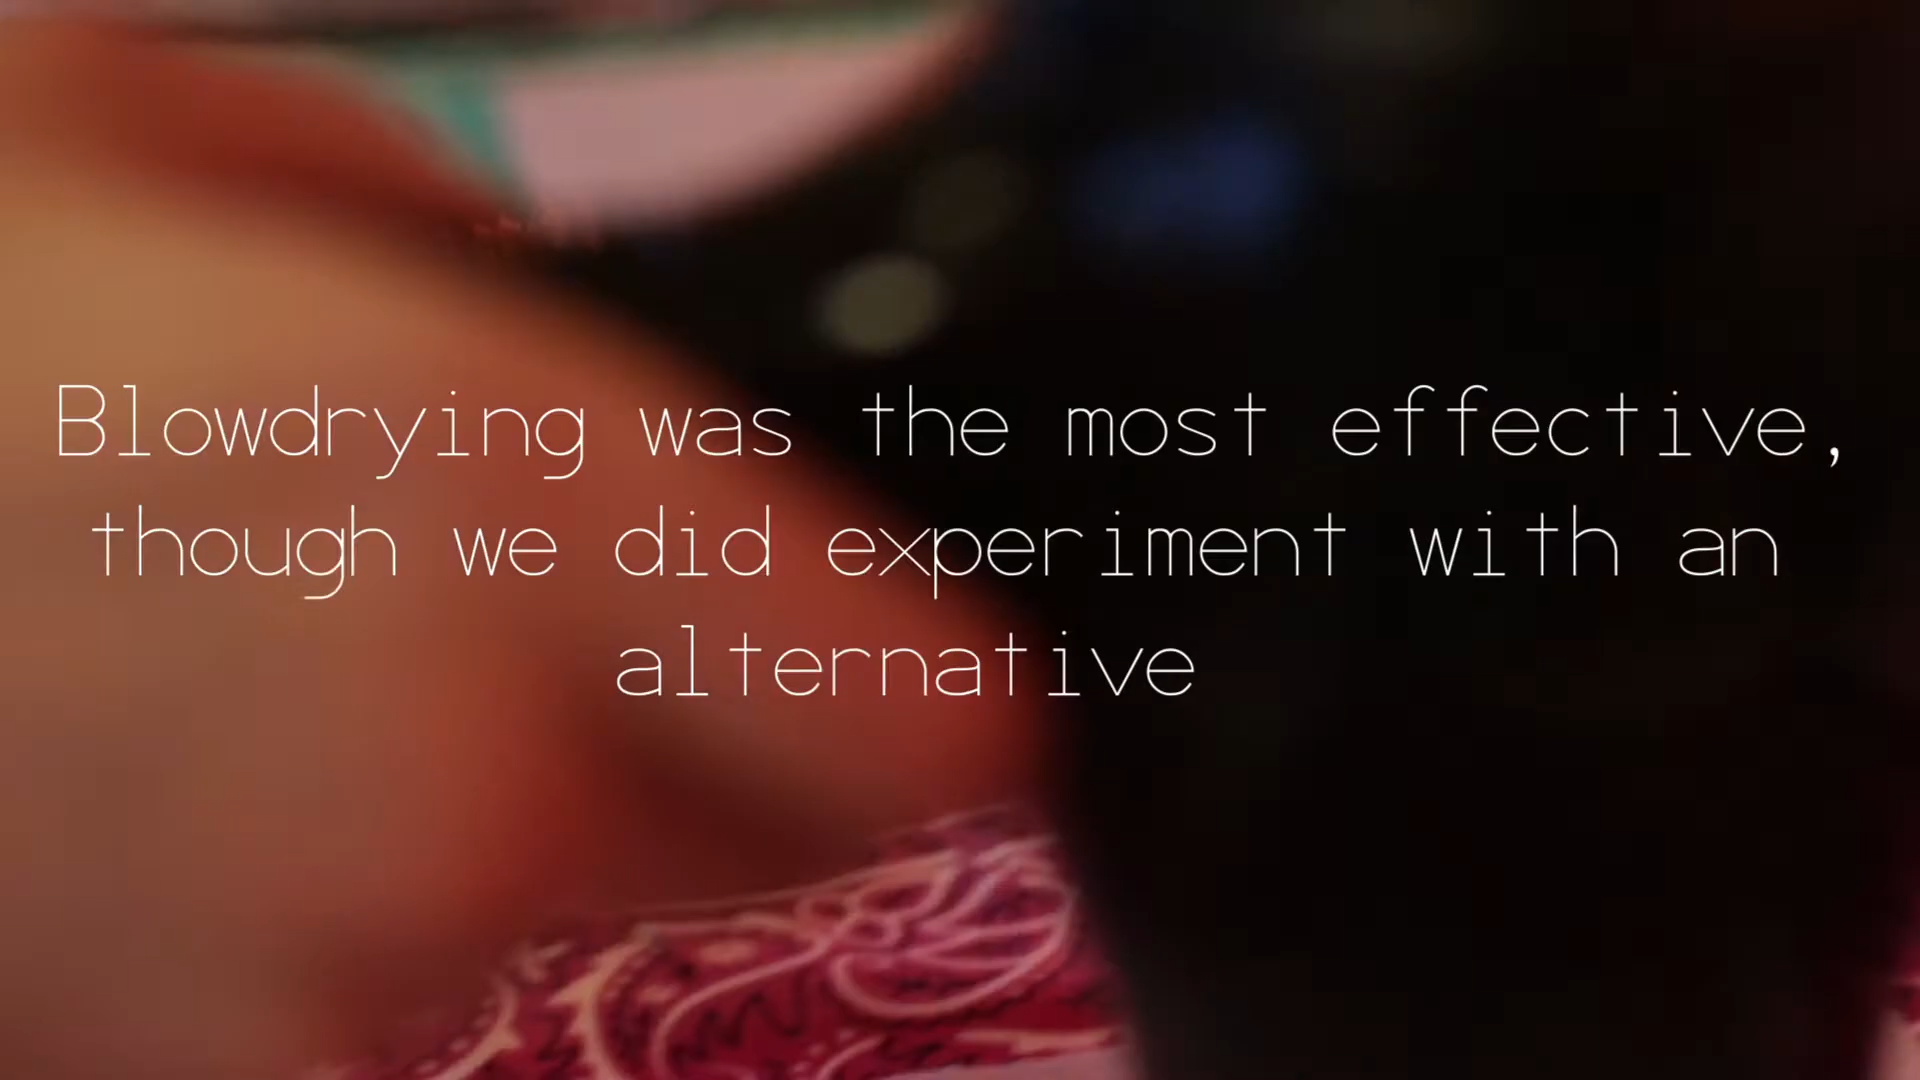 Blowdrying was the most effective,
though we did experiment with an
alternative